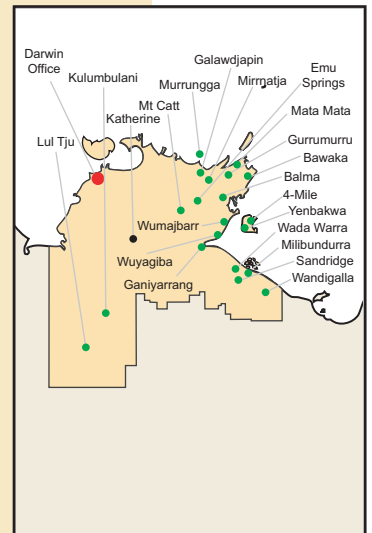 Darwin
Office
Kulumbulani
Katherine
Lul Tju
Mt Catt
Murrungga
Galawdjapin
Mirrnatja
Emu
Springs
Mata Mata
Gurrumurru
Bawaka
Balma
4-Mile
Yenbakwa
Wada Warra
Milibundurra
Sandridge
Wandigalla
Wumajbarr
Wuyagiba
Ganiyarrang